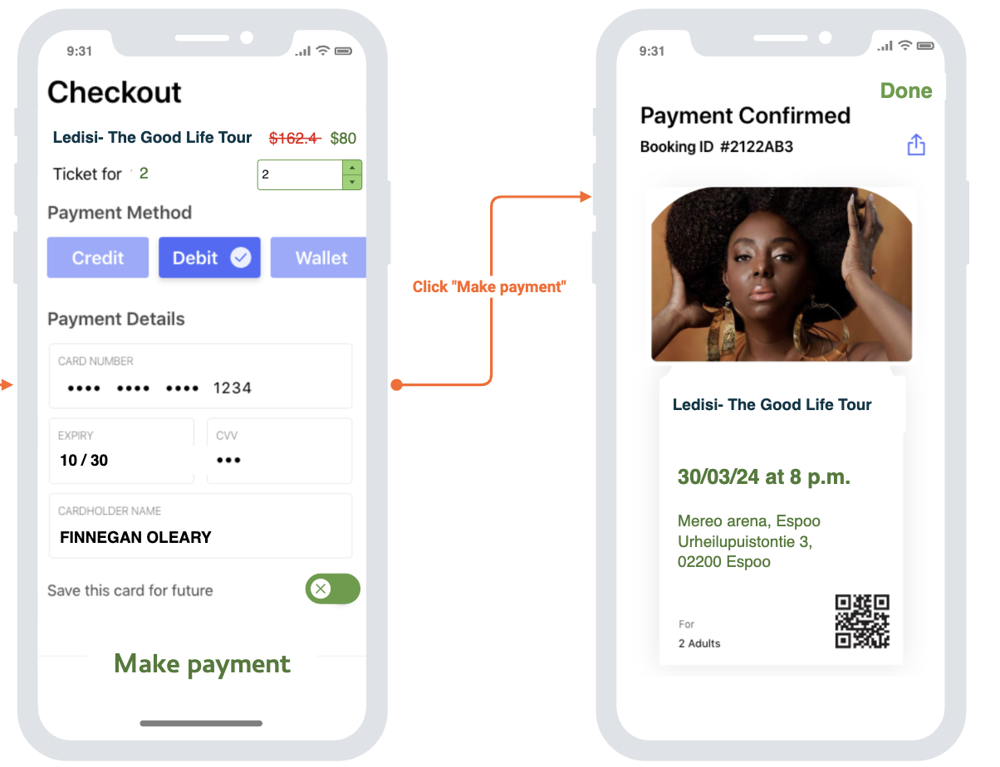 9:31
Checkout
Ledisi- The Good Life Tour $162.4 $80
Ticket for 2 2
Payment Method
Credit Debit Wallet
Payment Details
CARD NUMBER
•••• •••• •••• 1234
EXPIRY CVV
10 / 30 •••
CARDHOLDER NAME
FINNEGAN OLEARY
Save this card for future
Make payment
Click "Make payment"
9:31
Done
Payment Confirmed
Booking ID #2122AB3
Ledisi- The Good Life Tour
30/03/24 at 8 p.m.
Mereo arena, Espoo
Urheilupuistontie 3,
02200 Espoo
For
2 Adults